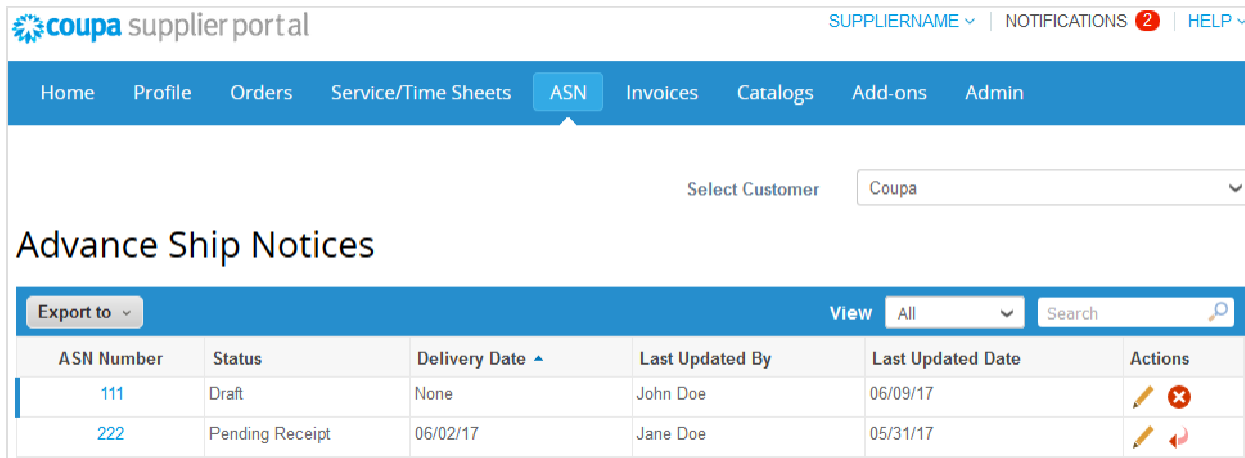 coupa supplier portal
SUPPLIERNAME NOTIFICATIONS 2 HELP
Home Profile Orders Service/Time Sheets ASN Invoices Catalogs Add-ons Admin
Select Customer Coupa
Advance Ship Notices
Export to View All Search
ASN Number Status Delivery Date Last Updated By Last Updated Date Actions
111 Draft None John Doe 06/09/17
222 Pending Receipt 06/02/17 Jane Doe 05/31/17